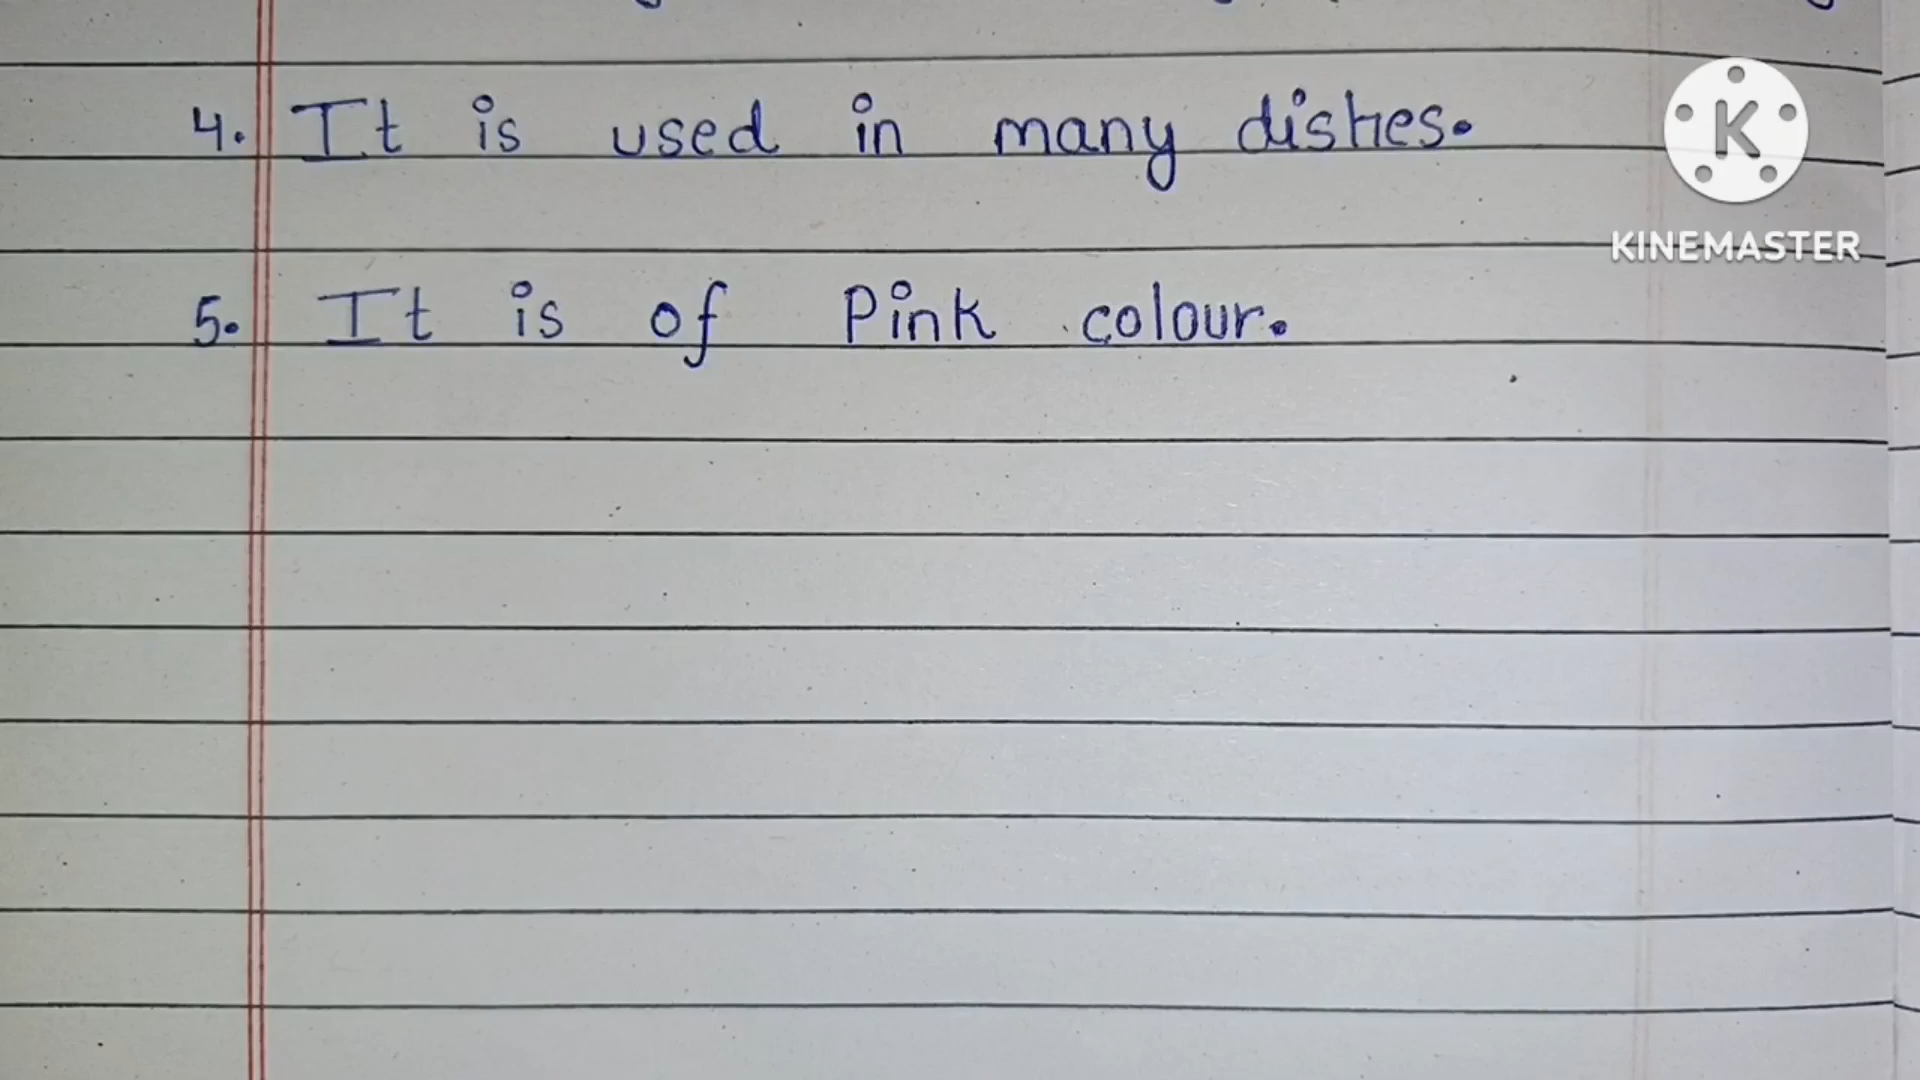 4. It is used in many dishes.
5. It is of Pink colour.
KINEMASTER